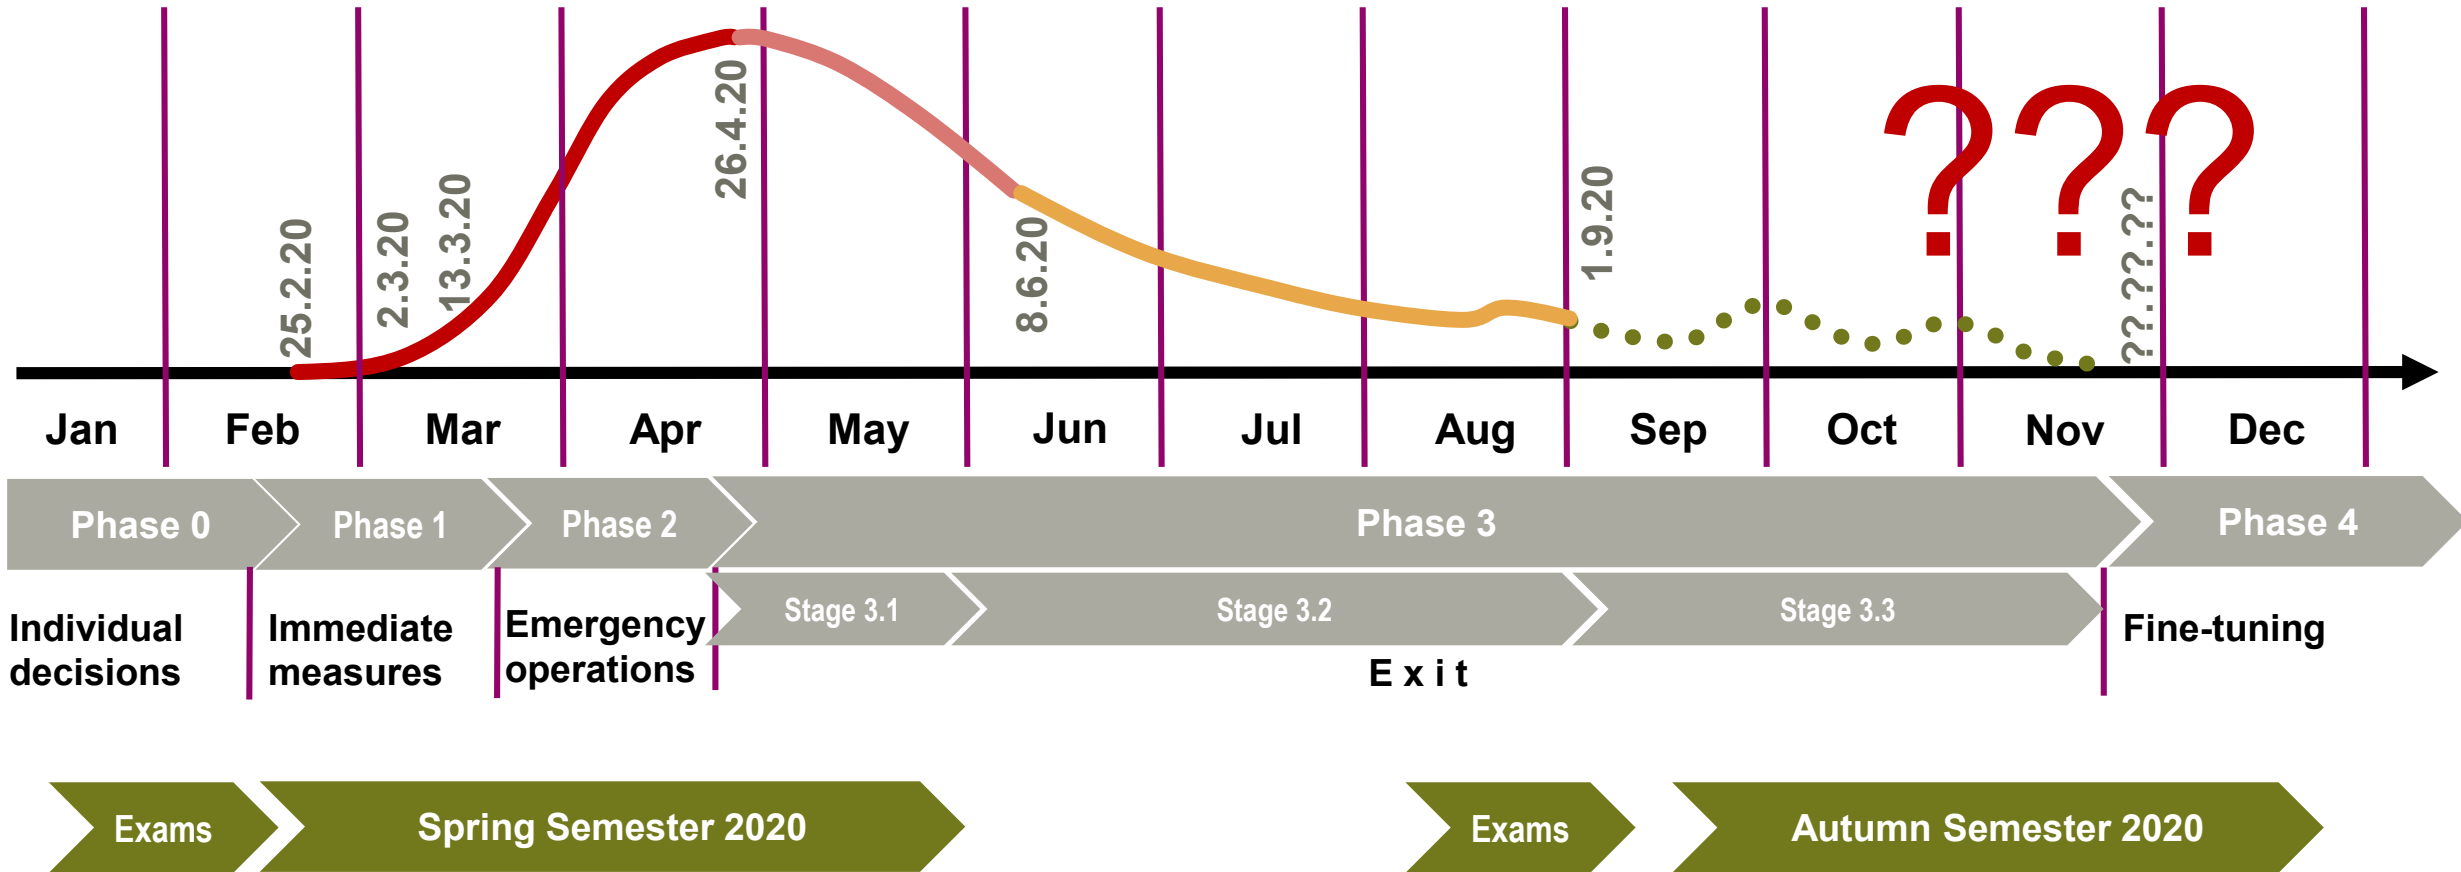 ???
25.2.20
2.3.20
13.3.20
26.4.20
8.6.20
1.9.20
??.??.??
Jan
Feb
Mar
Apr
May
Jun
Jul
Aug
Sep
Oct
Nov
Dec
Phase 0
Phase 1
Phase 2
Phase 3
Phase 4
Stage 3.1
Stage 3.2
Stage 3.3
Individual
decisions
Immediate
measures
Emergency
operations
E x i t
Fine-tuning
Exams
Spring Semester 2020
Exams
Autumn Semester 2020